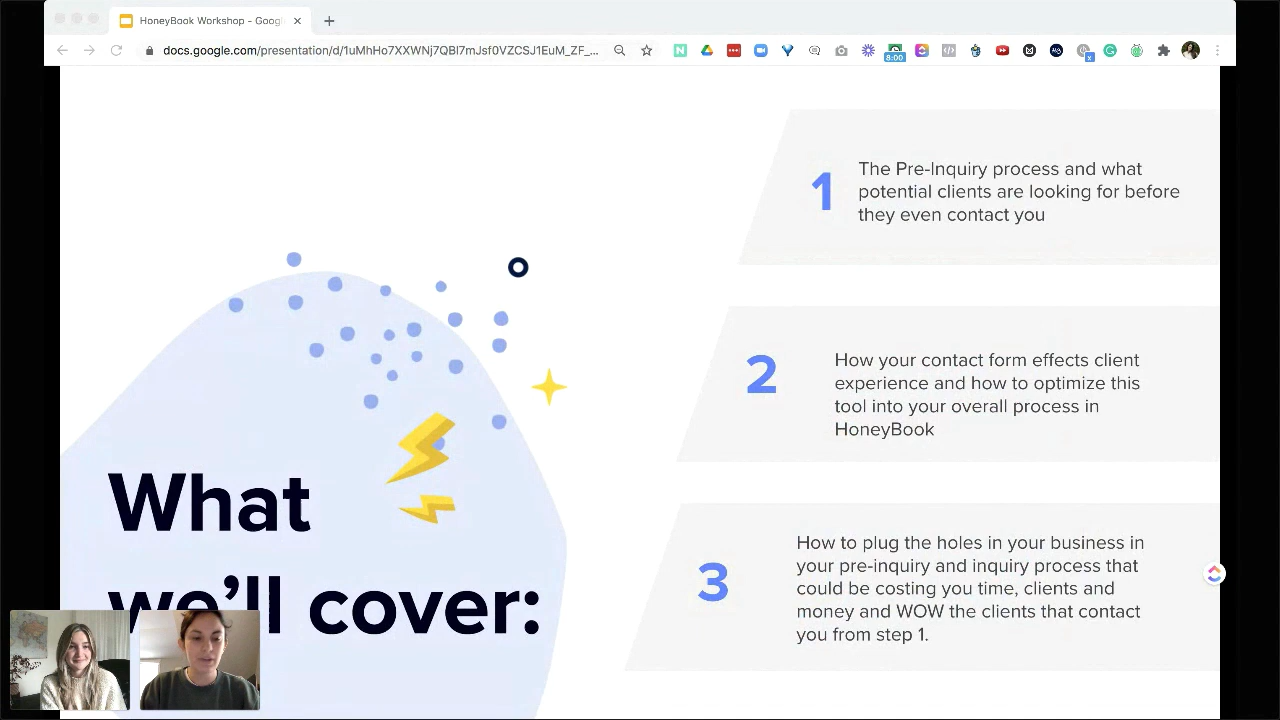 HoneyBook Workshop - Googl
docs.google.com/presentation/d/1uMhHo7XXWNj7QBl7mJsf0VZCSJ1EuM_ZF_...
8:00
What
we'll cover:
1
The Pre-Inquiry process and what
potential clients are looking for before
they even contact you
2
How your contact form effects client
experience and how to optimize this
tool into your overall process in
HoneyBook
3
How to plug the holes in your business in
your pre-inquiry and inquiry process that
could be costing you time, clients and
money and WOW the clients that contact
you from step 1.